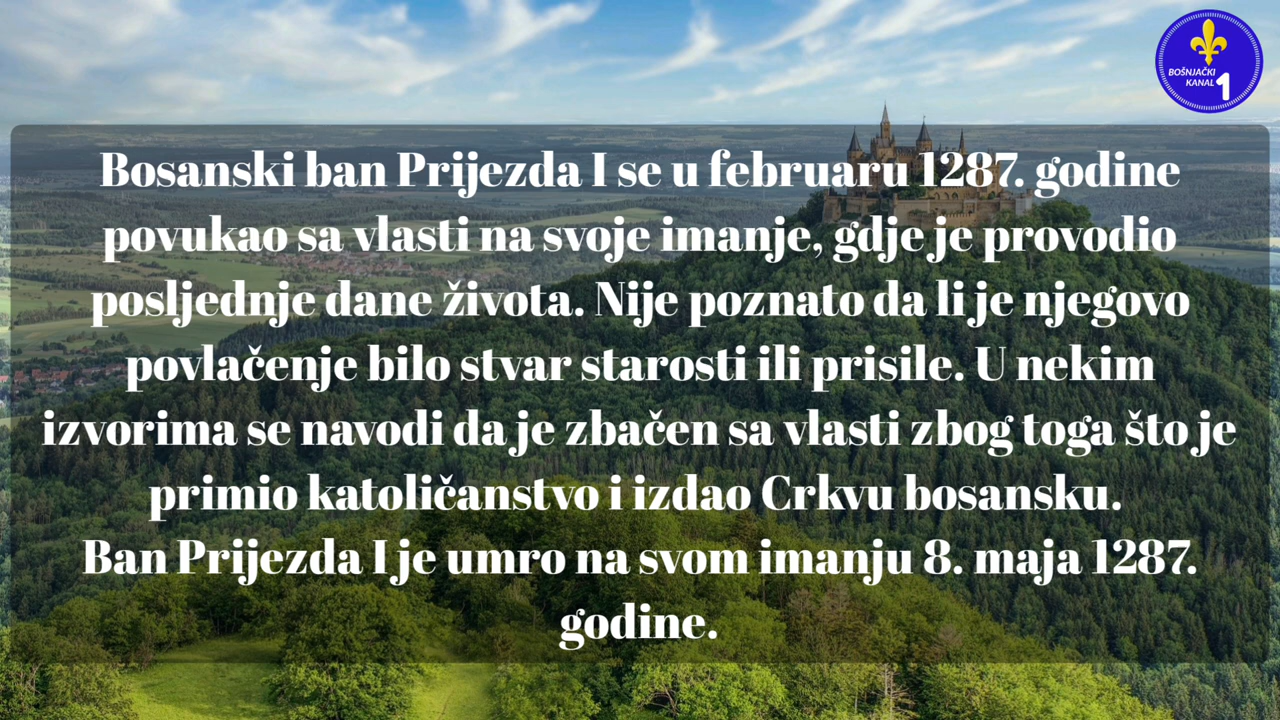 BOŠNJAČKI
KANAL 1
Bosanski ban Prijezda I se u februaru 1287. godine
povukao sa vlasti na svoje imanje, gdje je provodio
posljednje dane života. Nije poznato da li je njegovo
povlačenje bilo stvar starosti ili prisile. U nekim
izvorima se navodi da je zbačen sa vlasti zbog toga što je
primio katoličanstvo i izdao Crkvu bosansku.
Ban Prijezda I je umro na svom imanju 8. maja 1287.
godine.